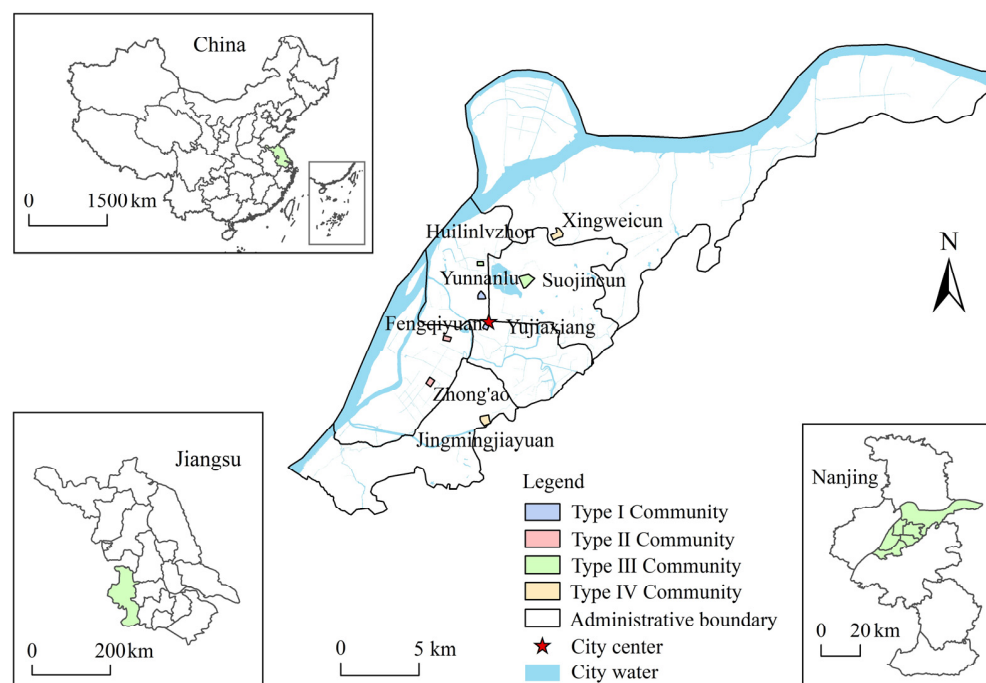 China
0 1500 km
N
Huilinlvzhou
Xingweicun
Yunnanlu
Suojincun
Fengqiyuan
Yujiaxiang
Zhong'ao
Jingmingjiayuan
Jiangsu
0 200 km
Legend
Type I Community
Type II Community
Type III Community
Type IV Community
Administrative boundary
City center
City water
0 5 km
Nanjing
0 20 km